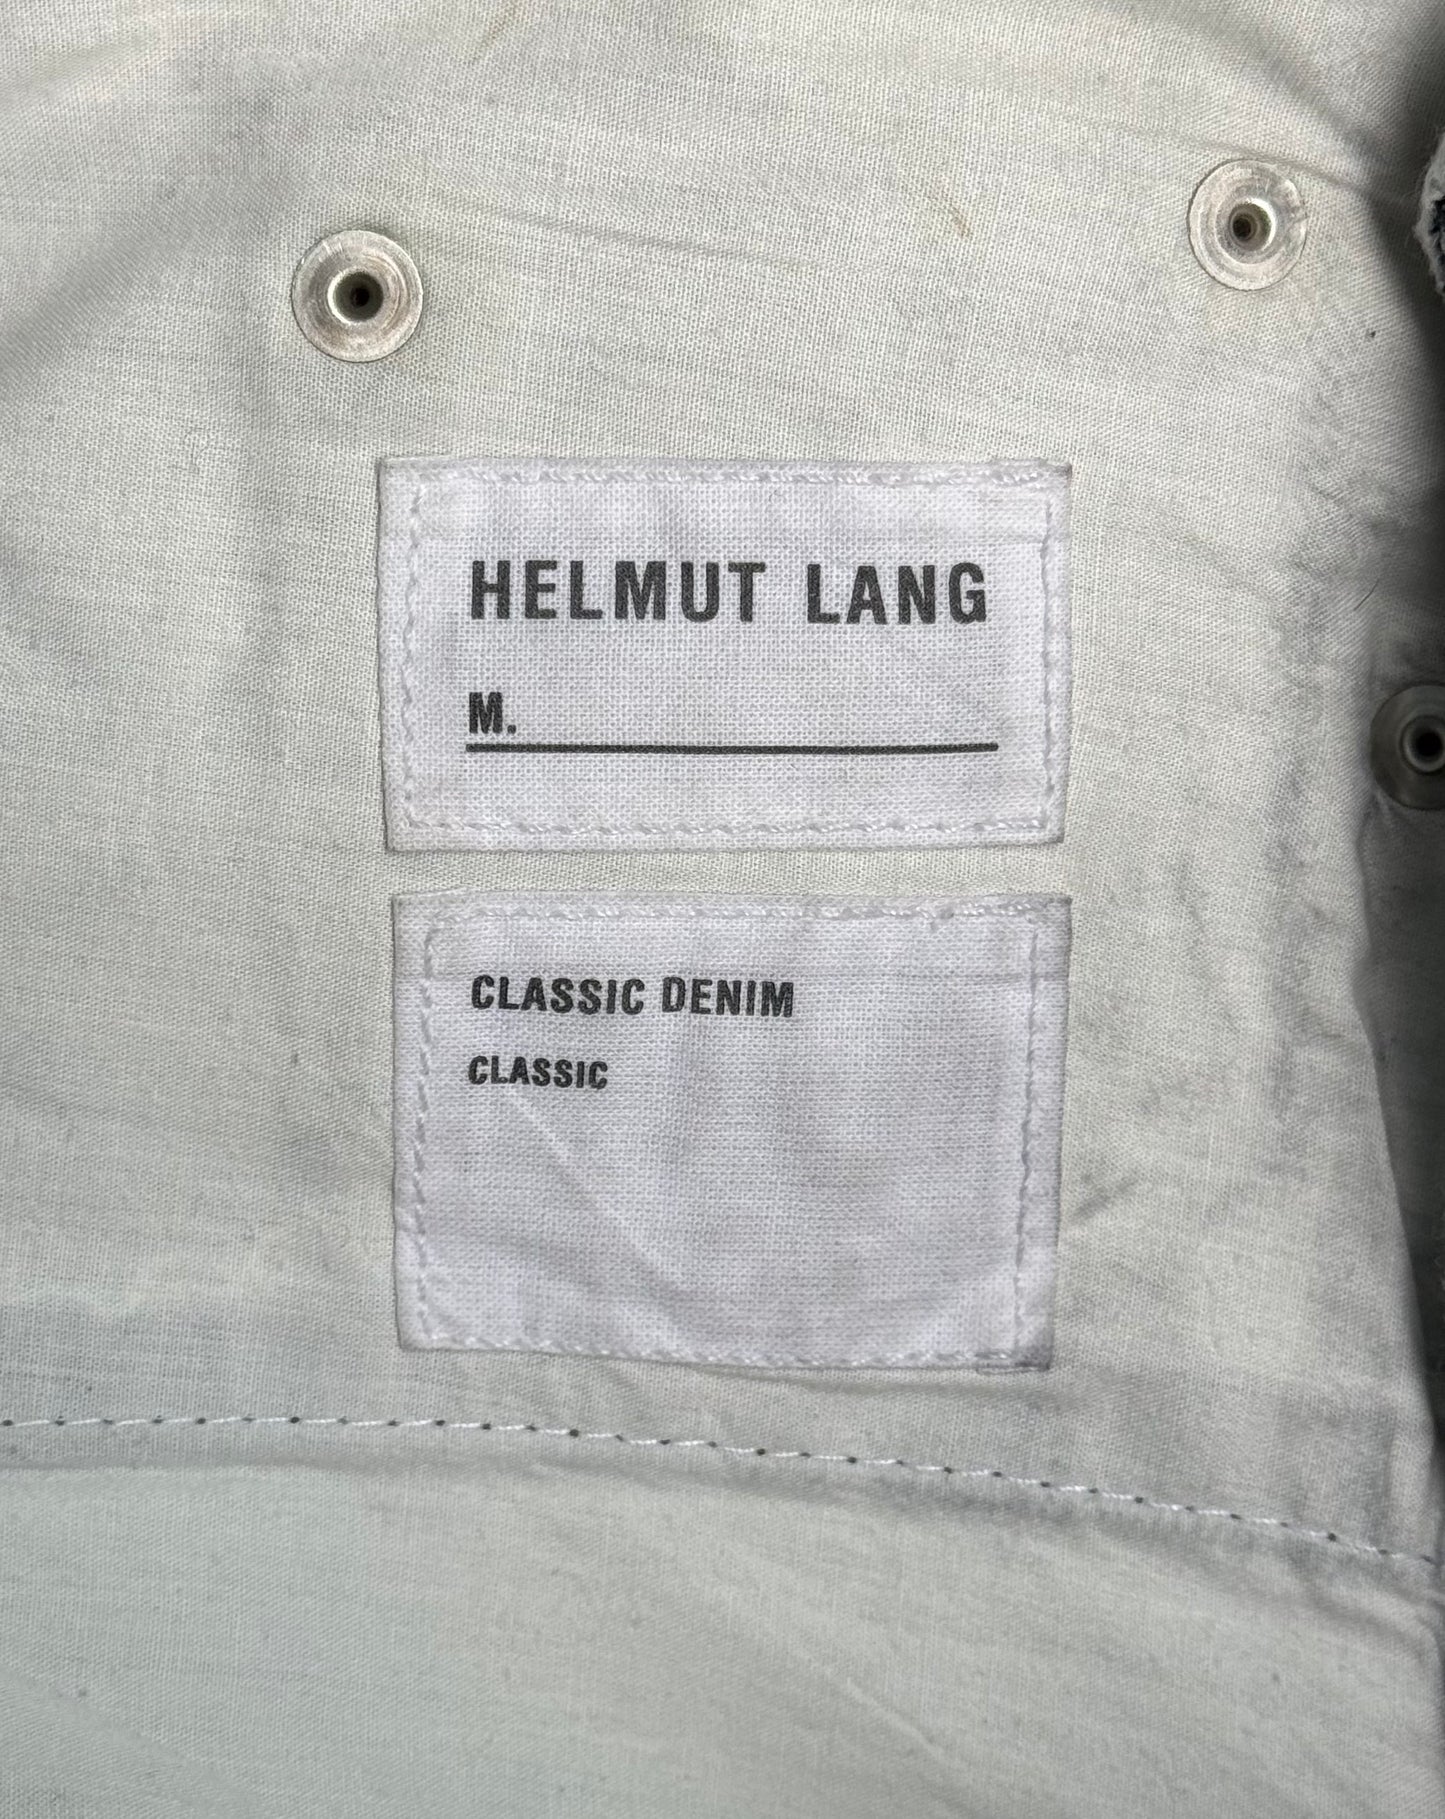 HELMUT LANG
M.
CLASSIC DENIM
CLASSIC